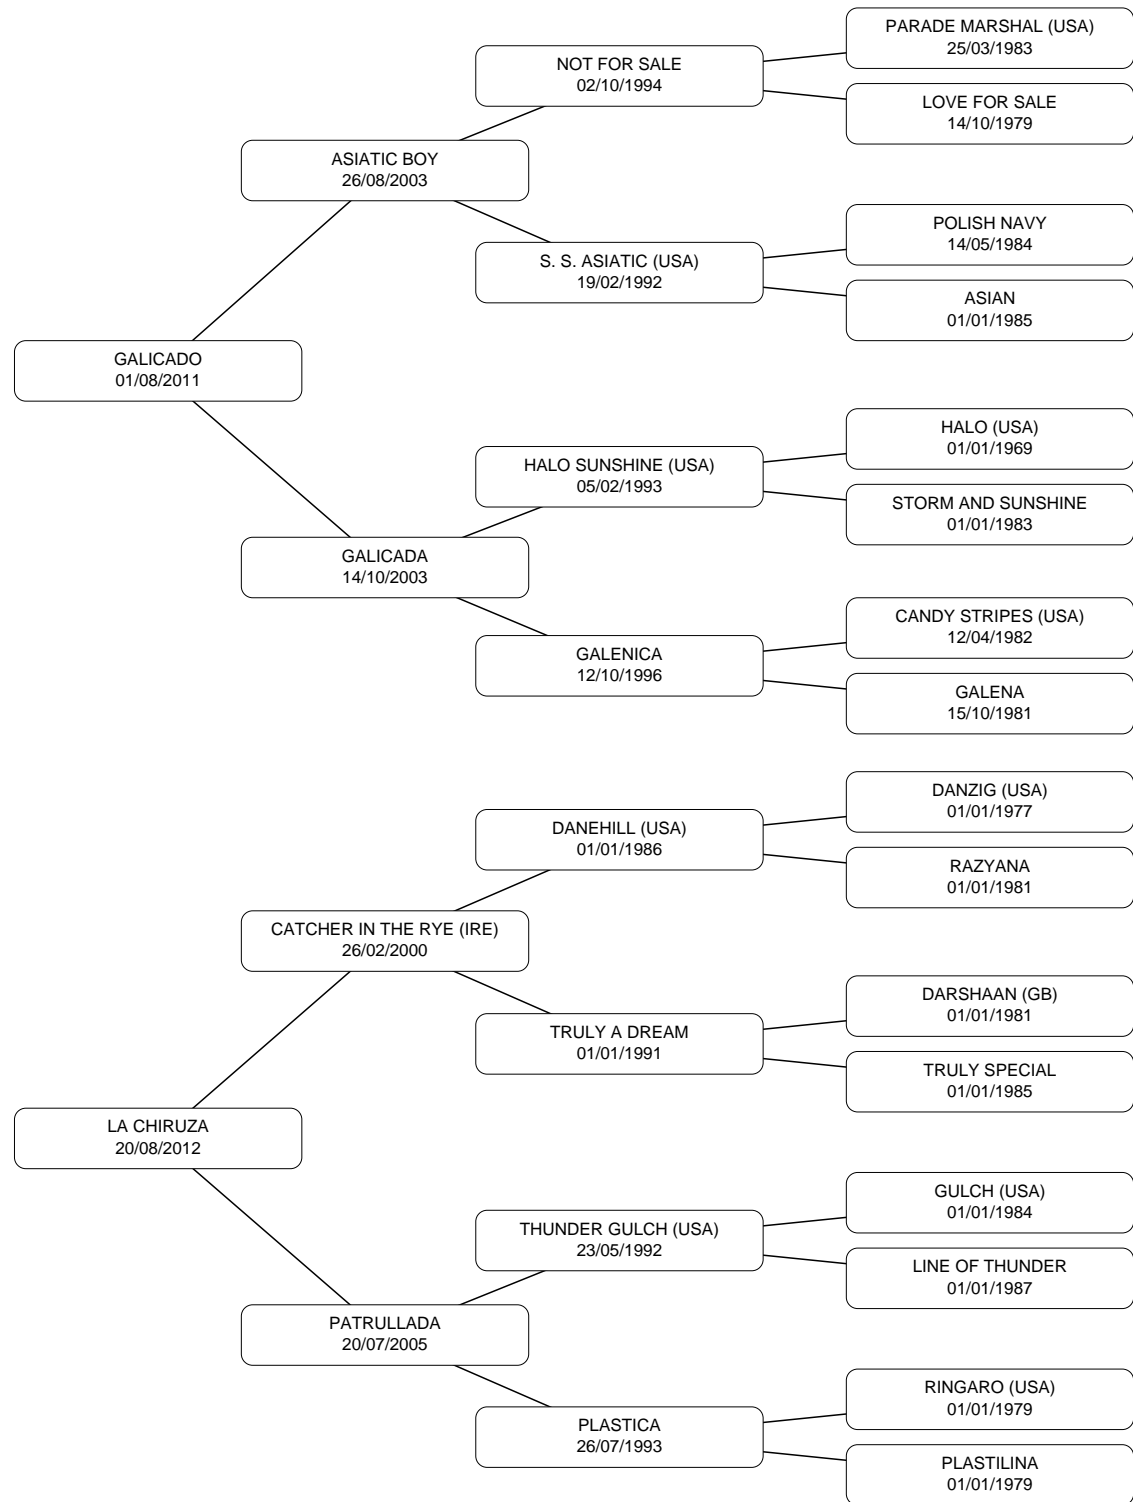 PARADE MARSHAL (USA)
25/03/1983
NOT FOR SALE
02/10/1994
LOVE FOR SALE
14/10/1979
ASIATIC BOY
26/08/2003
POLISH NAVY
14/05/1984
S. S. ASIATIC (USA)
19/02/1992
ASIAN
01/01/1985
GALICADO
01/08/2011
HALO (USA)
01/01/1969
HALO SUNSHINE (USA)
05/02/1993
STORM AND SUNSHINE
01/01/1983
GALICADA
14/10/2003
CANDY STRIPES (USA)
12/04/1982
GALENICA
12/10/1996
GALENA
15/10/1981
DANZIG (USA)
01/01/1977
DANEHILL (USA)
01/01/1986
RAZYANA
01/01/1981
CATCHER IN THE RYE (IRE)
26/02/2000
DARSHAAN (GB)
01/01/1981
TRULY A DREAM
01/01/1991
TRULY SPECIAL
01/01/1985
LA CHIRUZA
20/08/2012
GULCH (USA)
01/01/1984
THUNDER GULCH (USA)
23/05/1992
LINE OF THUNDER
01/01/1987
PATRULLADA
20/07/2005
RINGARO (USA)
01/01/1979
PLASTICA
26/07/1993
PLASTILINA
01/01/1979